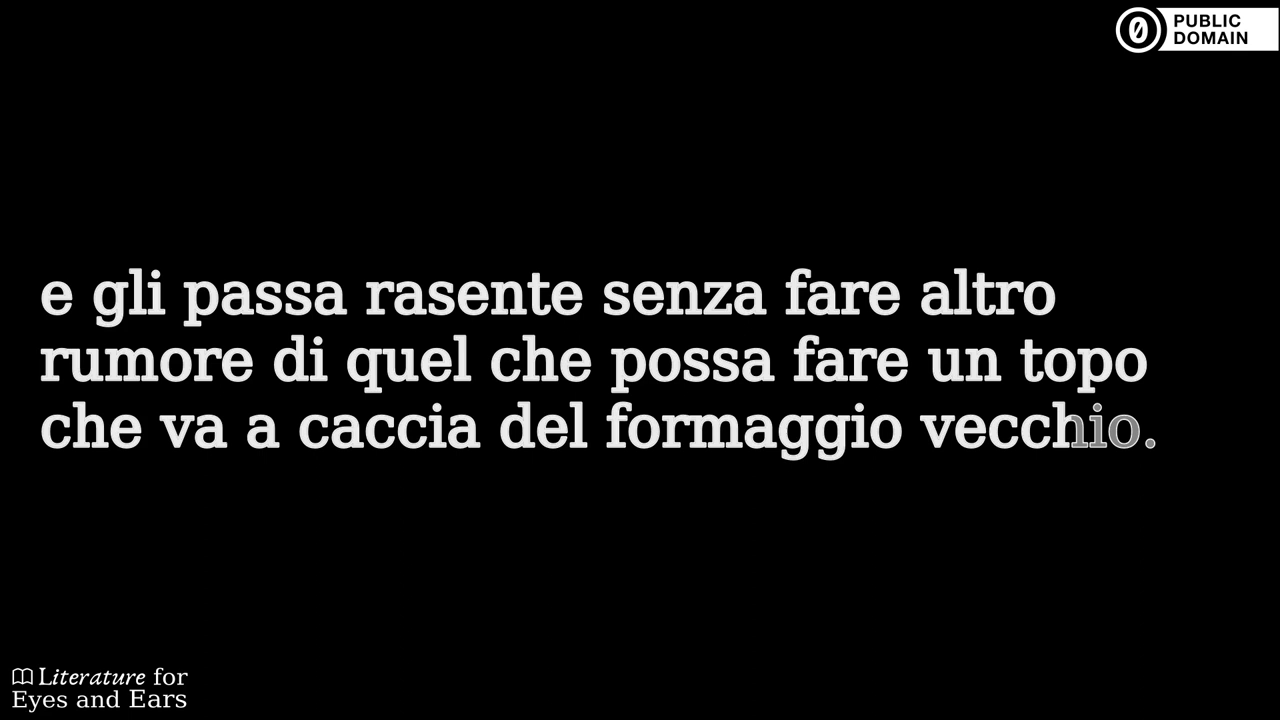 PUBLIC
DOMAIN
e gli passa rasente senza fare altro
rumore di quel che possa fare un topo
che va a caccia del formaggio vecchio.
Literature for
Eyes and Ears